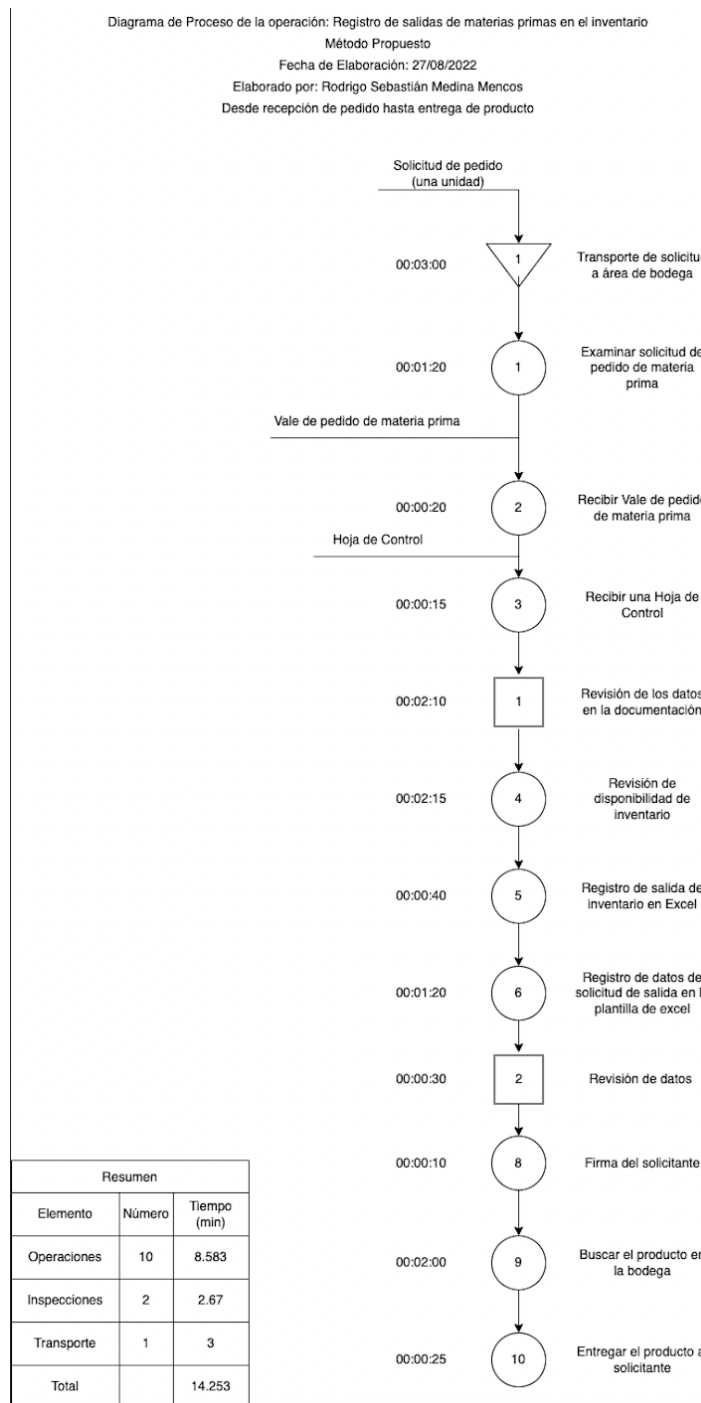 Diagrama de Proceso de la operación: Registro de salidas de materias primas en el inventario
Método Propuesto
Fecha de Elaboración: 27/08/2022
Elaborado por: Rodrigo Sebastián Medina Mencos
Desde recepción de pedido hasta entrega de producto
Solicitud de pedido
(una unidad)
00:03:00
1
Transporte de
a área de bodega
00:01:20
1
Examinar solicitud
pedido de materia
prima
Vale de pedido de materia prima
00:00:20
2
Recibir Vale de
de materia prima
Hoja de Control
00:00:15
3
Recibir una Hoja de
Control
00:02:10
1
Revisión de los datos
en la documentación
00:02:15
4
Revisión de
disponibilidad de
inventario
00:00:40
5
Registro de salida
inventario en Excel
00:01:20
6
Registro de datos
solicitud de salida en
plantilla de excel
00:00:30
2
Revisión de datos
00:00:10
8
Firma del solicitante
00:02:00
9
Buscar el producto
la bodega
00:00:25
10
Entregar el producto
solicitante
Resumen
Elemento Número Tiempo
(min)
Operaciones 10 8.583
Inspecciones 2 2.67
Transporte 1 3
Total 14.253